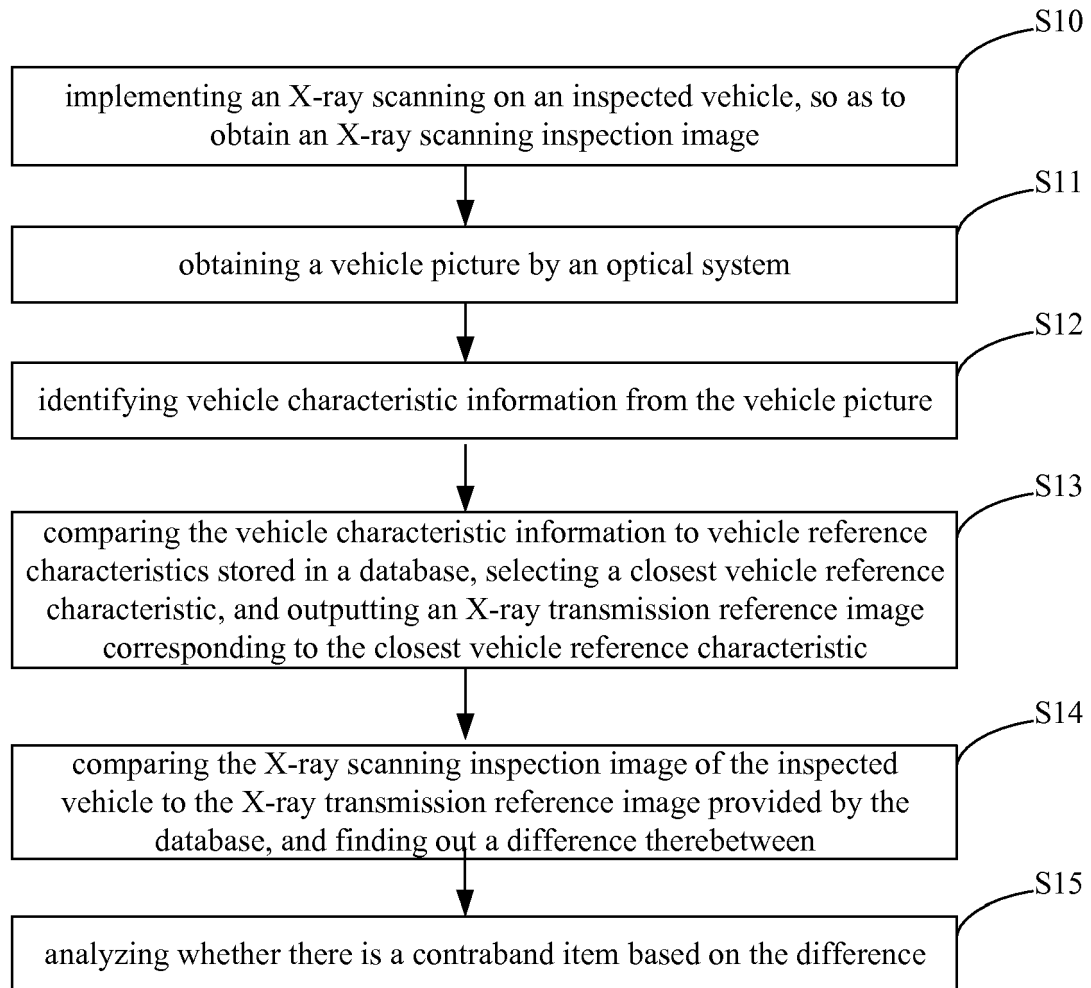 S10
implementing an X-ray scanning on an inspected vehicle, so as to
obtain an X-ray scanning inspection image
S11
obtaining a vehicle picture by an optical system
S12
identifying vehicle characteristic information from the vehicle picture
S13
comparing the vehicle characteristic information to vehicle reference
characteristics stored in a database, selecting a closest vehicle reference
characteristic, and outputting an X-ray transmission reference image
corresponding to the closest vehicle reference characteristic
S14
comparing the X-ray scanning inspection image of the inspected
vehicle to the X-ray transmission reference image provided by the
database, and finding out a difference therebetween
S15
analyzing whether there is a contraband item based on the difference